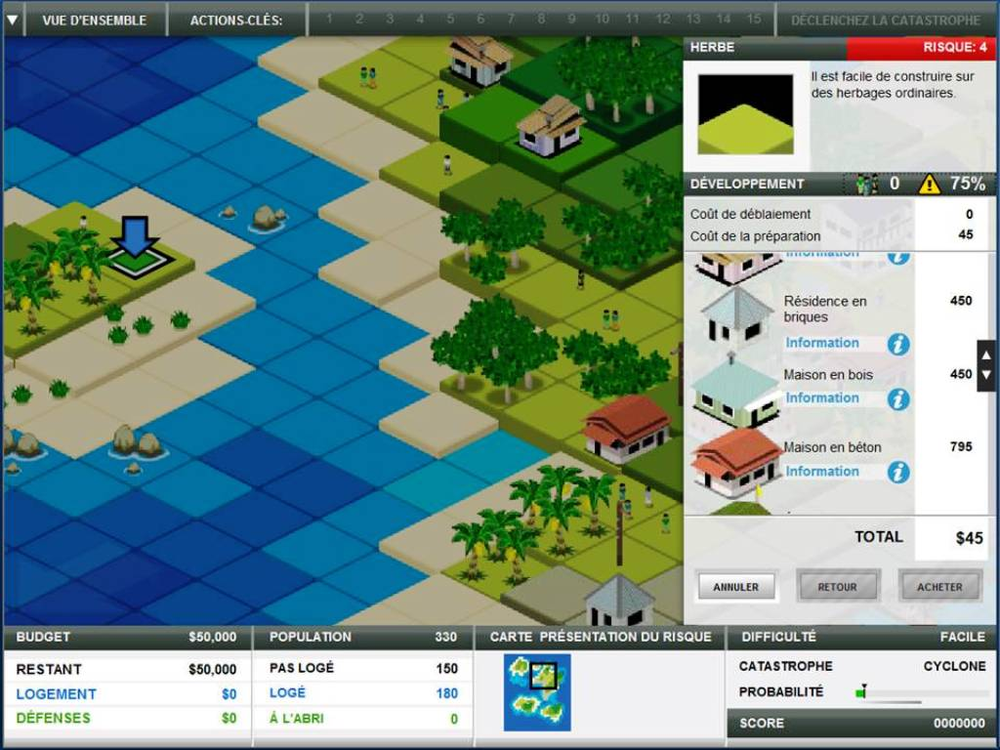 VUE D'ENSEMBLE
ACTIONS-CLÉS:
1 2 3 4 5 6 7 8 9 10 11 12 13 14 15
DÉCLENCHEZ LA CATASTROPHE
HERBE
RISQUE: 4
Il est facile de construire sur
des herbages ordinaires.
DÉVELOPPEMENT
0
75%
Coût de déblaiement 0
Coût de la préparation 45
Information
Résidence en
briques
450
Information
Maison en bois 450
Information
Maison en béton 795
Information
TOTAL $45
ANNULER
RETOUR
ACHETER
BUDGET $50,000
RESTANT $50,000
LOGEMENT $0
DÉFENSES $0
POPULATION 330
PAS LOGÉ 150
LOGÉ 180
Á L'ABRI 0
CARTE PRÉSENTATION DU RISQUE
DIFFICULTÉ FACILE
CATASTROPHE CYCLONE
PROBABILITÉ
SCORE 0000000